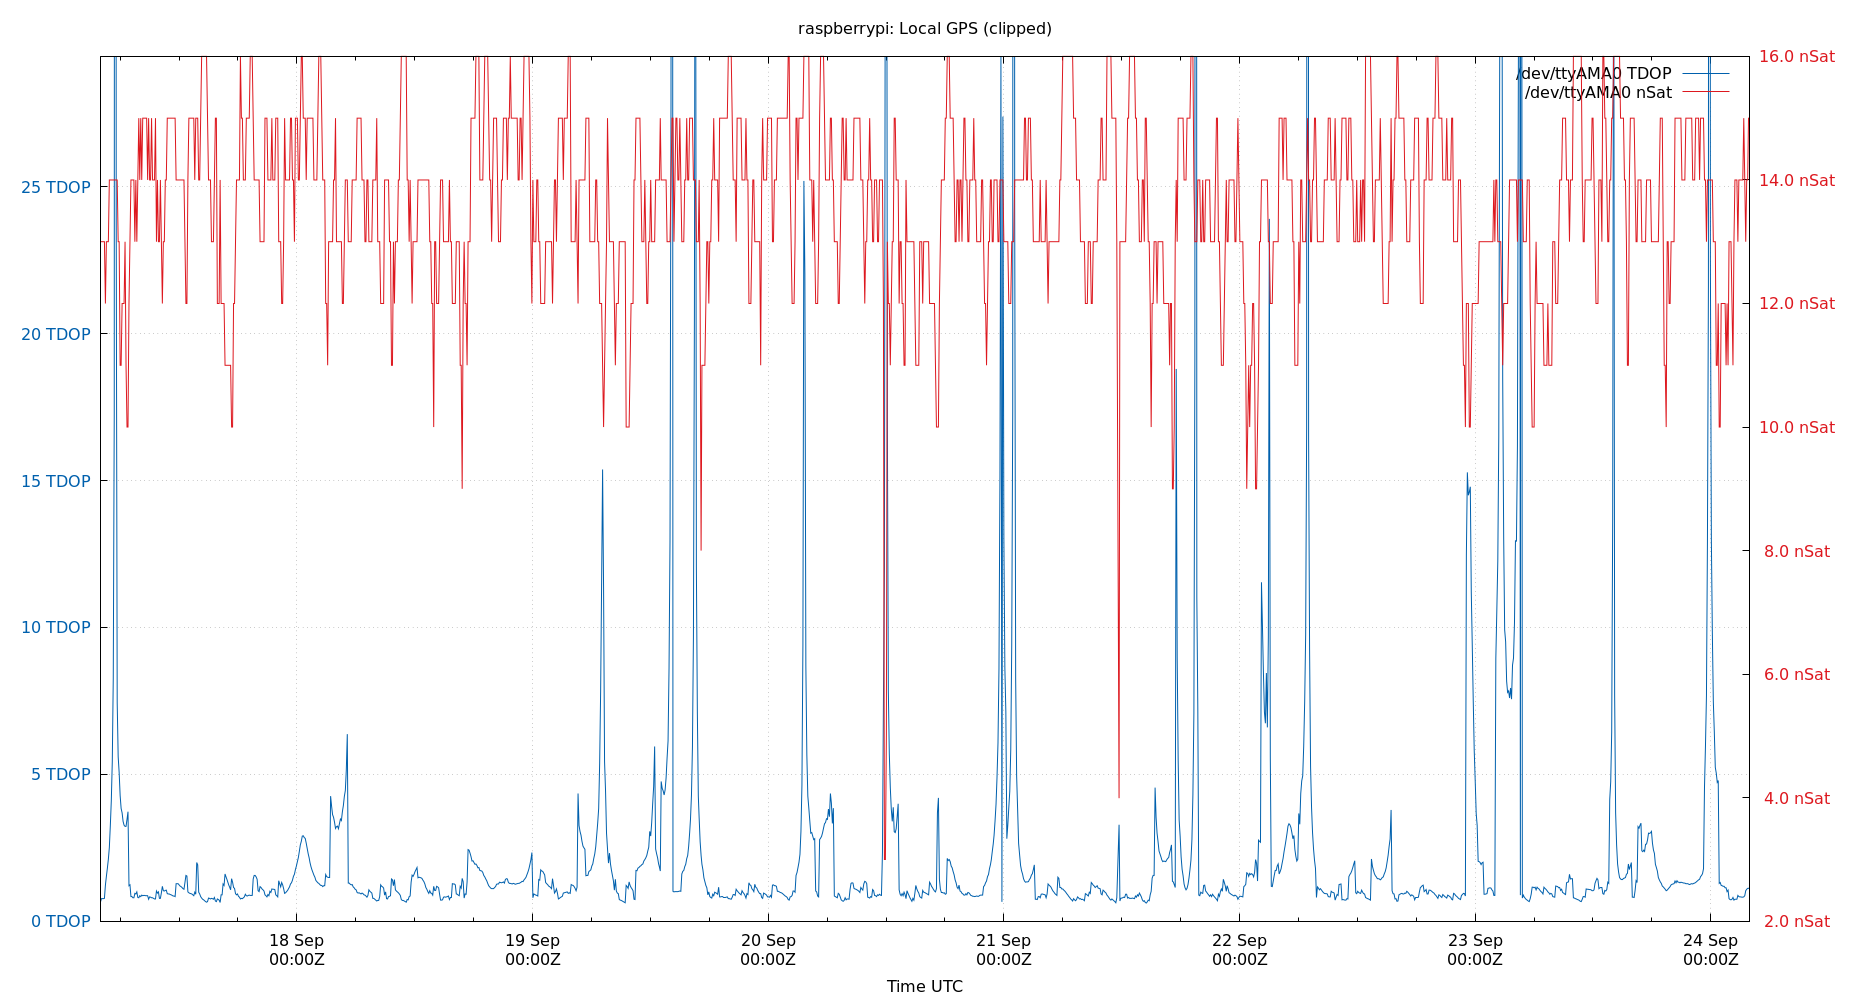 raspberrypi: Local GPS (clipped)
16.0 nSat
/dev/ttyAMA0 TDOP
/dev/ttyAMA0 nSat
25 TDOP
14.0 nSat
12.0 nSat
20 TDOP
10.0 nSat
15 TDOP
8.0 nSat
10 TDOP
6.0 nSat
5 TDOP
4.0 nSat
0 TDOP
2.0 nSat
18 Sep 19 Sep 20 Sep 21 Sep 22 Sep 23 Sep 24 Sep
00:00Z 00:00Z 00:00Z 00:00Z 00:00Z 00:00Z 00:00Z
Time UTC